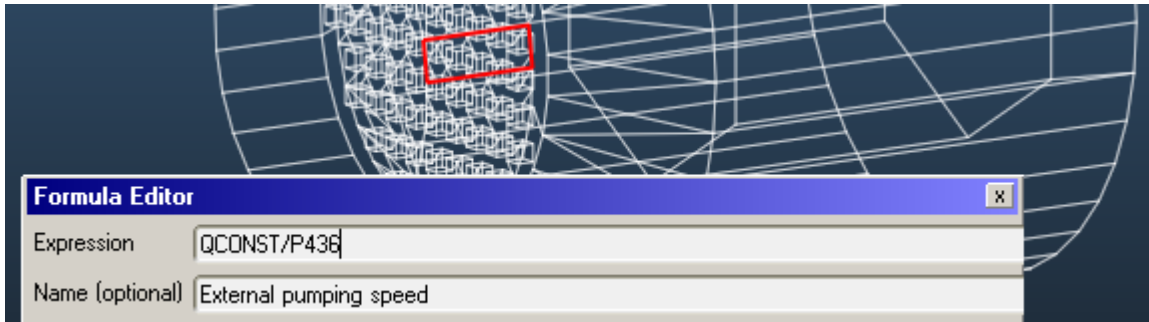 Formula Editor
Expression QCONST/P436
Name (optional) External pumping speed